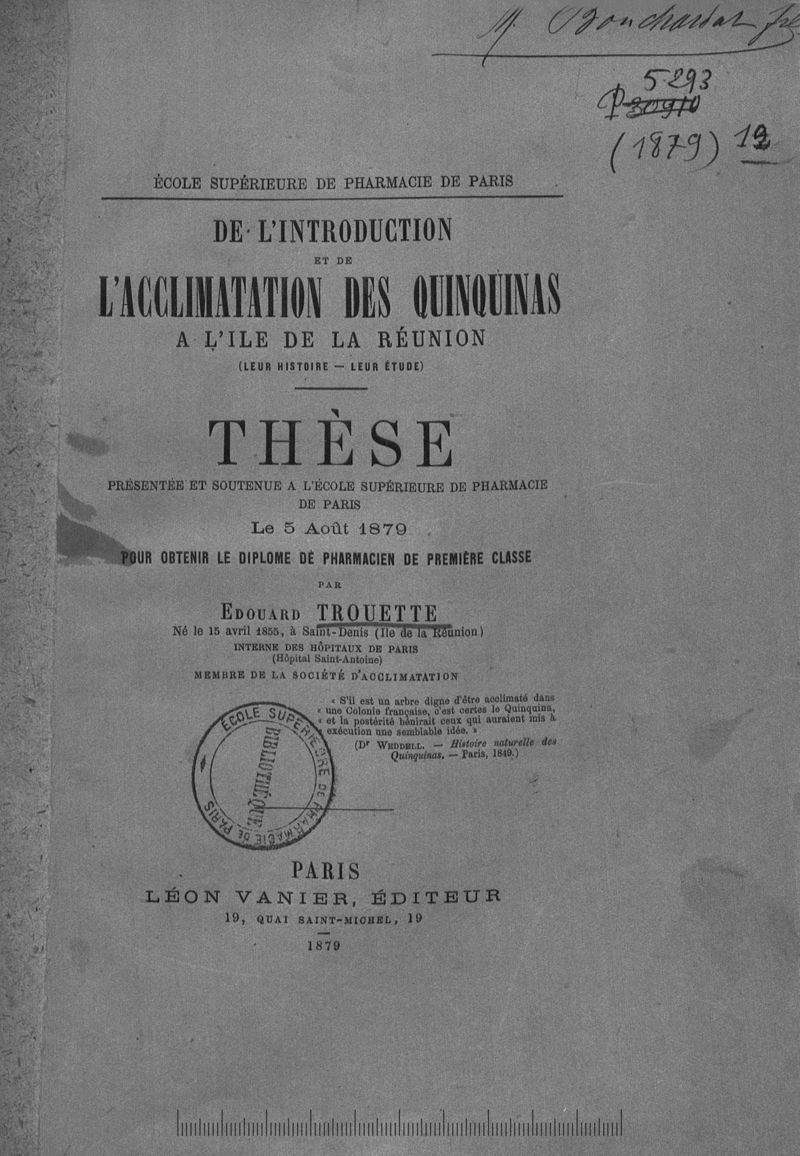 M. Bouchardat
5293
P 30910
(1879) 12
ÉCOLE SUPÉRIEURE DE PHARMACIE DE PARIS
DE L'INTRODUCTION
ET DE
L'ACCLIMATATION DES QUINQUINAS
A L'ILE DE LA RÉUNION
(LEUR HISTOIRE — LEUR ÉTUDE)
THÈSE
PRÉSENTÉE ET SOUTENUE A L'ÉCOLE SUPÉRIEURE DE PHARMACIE
DE PARIS
Le 5 Août 1879
POUR OBTENIR LE DIPLOME DE PHARMACIEN DE PREMIÈRE CLASSE
PAR
EDOUARD TROUETTE
Né le 15 avril 1855, à Saint-Denis (Ile de la Réunion)
INTERNE DES HÔPITAUX DE PARIS
(Hôpital Saint-Antoine)
MEMBRE DE LA SOCIÉTÉ D'ACCLIMATATION
« S'il est un arbre digne d'être acclimaté dans
« une Colonie française, c'est certes le Quinquina,
« et la postérité bénirait ceux qui auraient mis à
« exécution une semblable idée. »
(Dr WEDDELL. — Histoire naturelle des
Quinquinas. — Paris, 1849.)
ÉCOLE SUPÉRIEURE DE PHARMACIE DE PARIS
BIBLIOTHÈQUE
PARIS
LÉON VANIER, ÉDITEUR
19, QUAI SAINT-MICHEL, 19
1879